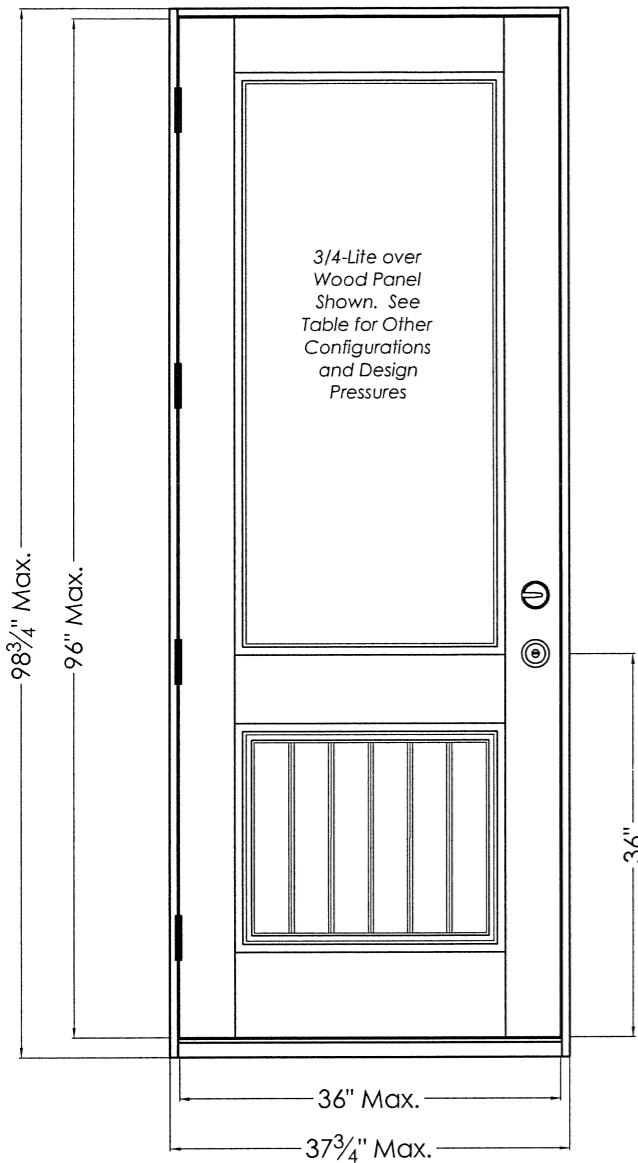 3/4-Lite over
Wood Panel
Shown. See
Table for Other
Configurations
and Design
Pressures
98¾" Max.
96" Max.
36"
36" Max.
37¾" Max.